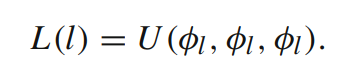 L(l) = U(ϕ_l, ϕ_l, ϕ_l).